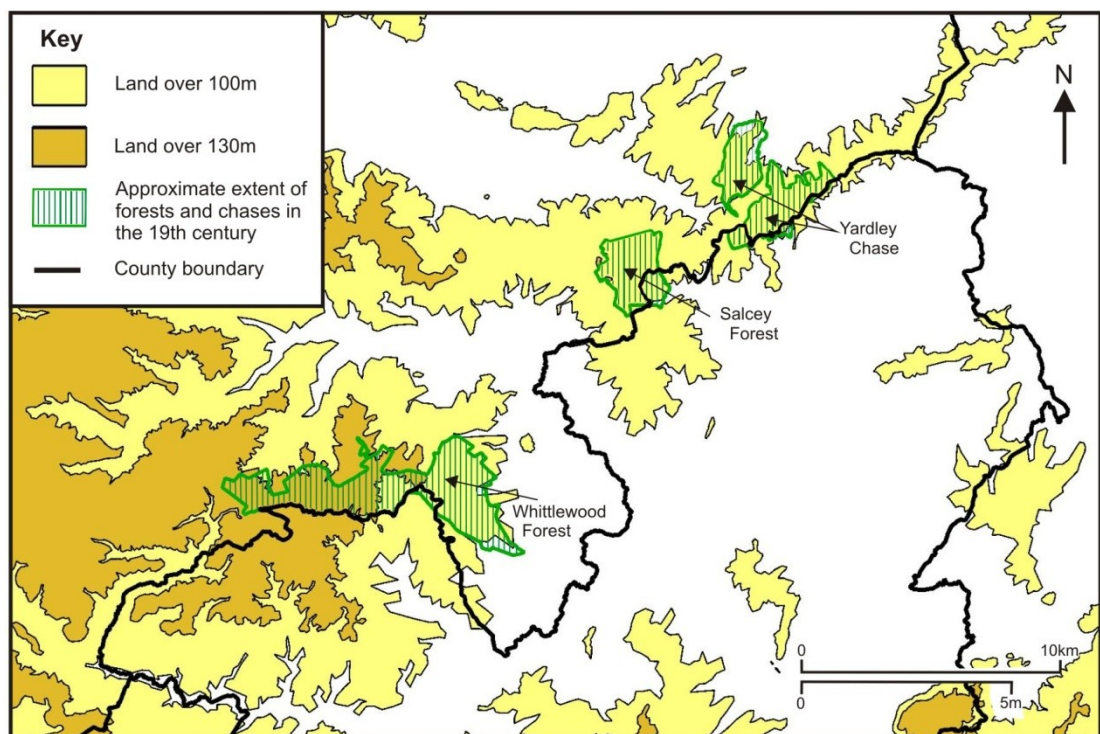 Key
Land over 100m
Land over 130m
Approximate extent of
forests and chases in
the 19th century
County boundary
N
Yardley
Chase
Salcey
Forest
Whittlewood
Forest
0
10km
0
5m